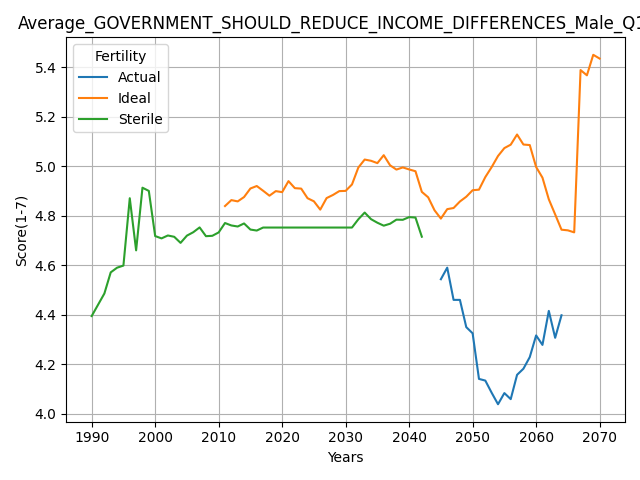 Average_GOVERNMENT_SHOULD_REDUCE_INCOME_DIFFERENCES_Male_Q1
Fertility
Actual
Ideal
Sterile
Score(1-7)
5.4
5.2
5.0
4.8
4.6
4.4
4.2
4.0
1990 2000 2010 2020 2030 2040 2050 2060 2070
Years